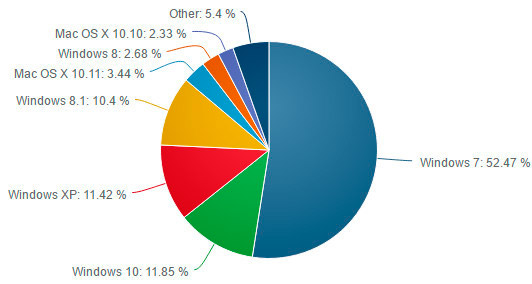 Other: 5.4 %
Mac OS X 10.10: 2.33 %
Windows 8: 2.68 %
Mac OS X 10.11: 3.44 %
Windows 8.1: 10.4 %
Windows 7: 52.47 %
Windows XP: 11.42 %
Windows 10: 11.85 %